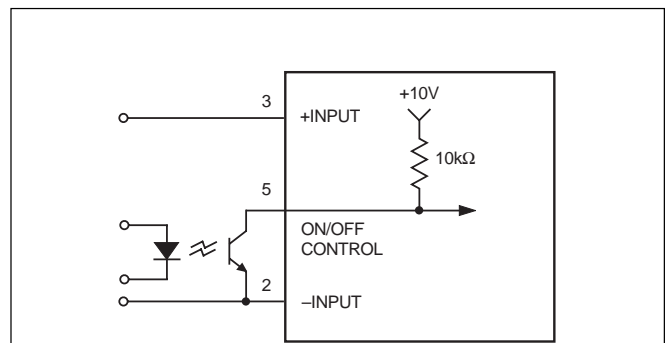 +10V
3
+INPUT
10kΩ
5
ON/OFF
CONTROL
2
–INPUT